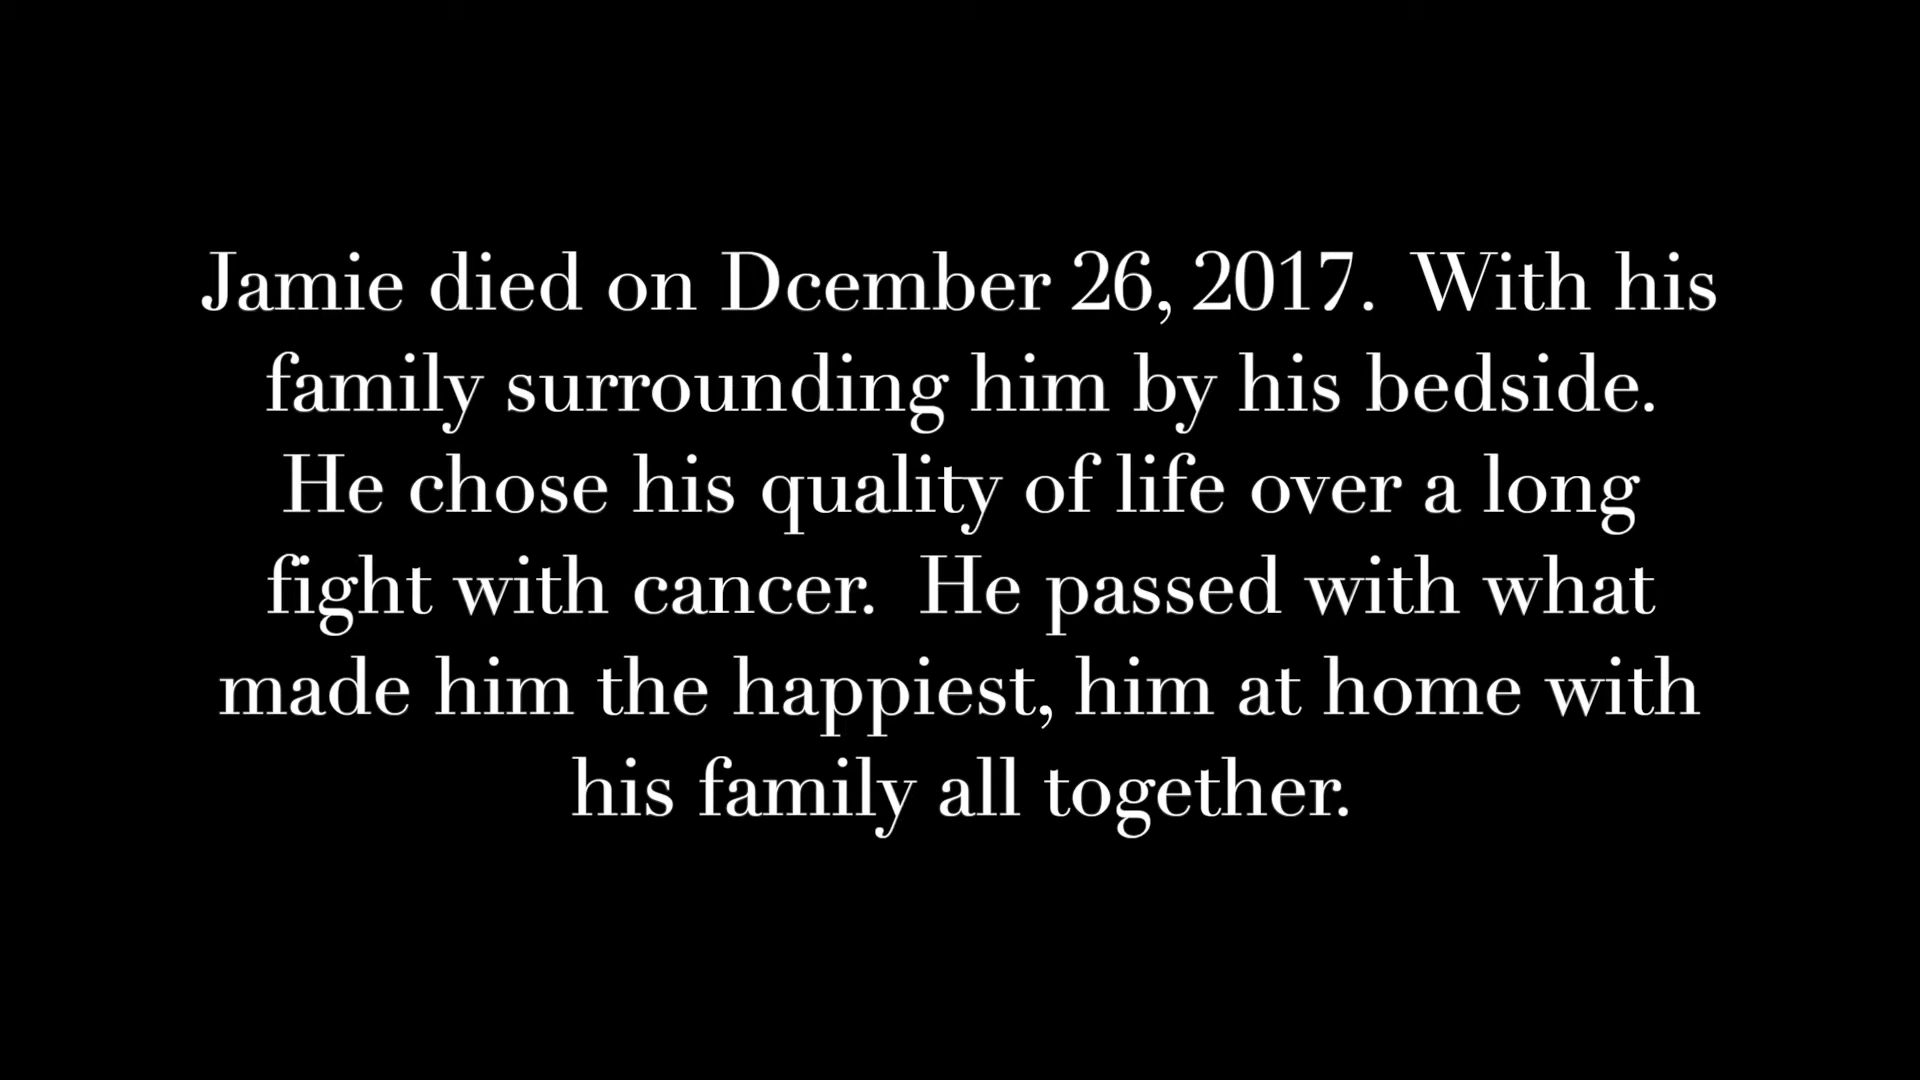 Jamie died on Dcember 26, 2017.  With his
family surrounding him by his bedside.
He chose his quality of life over a long
fight with cancer.  He passed with what
made him the happiest, him at home with
his family all together.